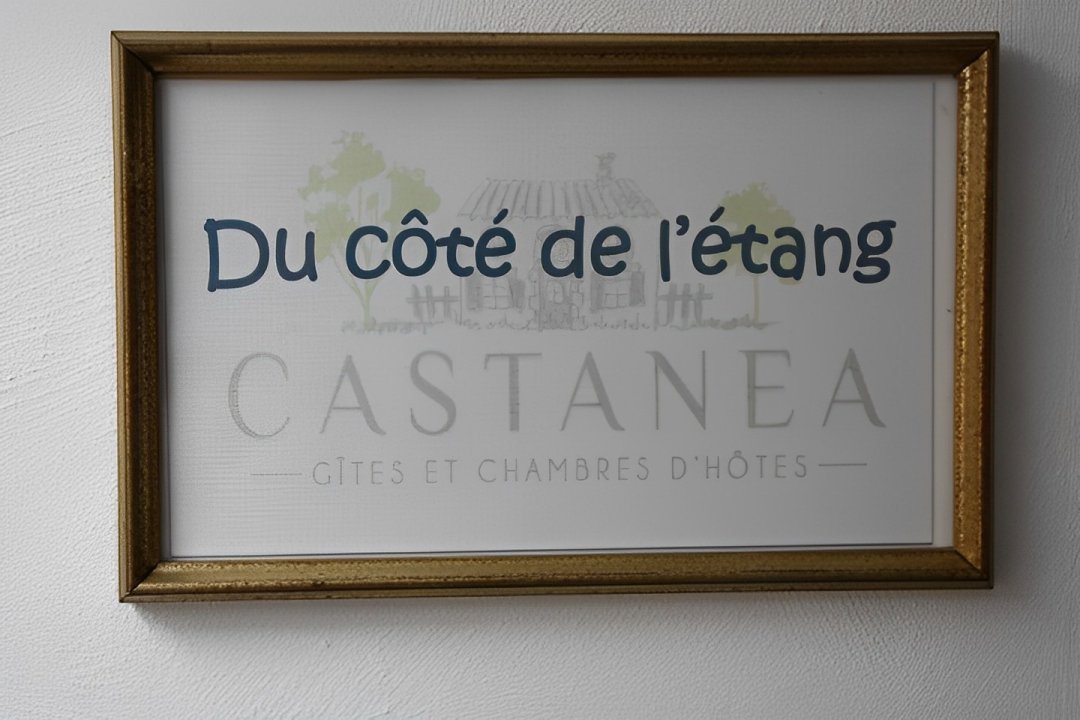 Du côté de l'étang
CASTANEA
GÎTES ET CHAMBRES D'HÔTES